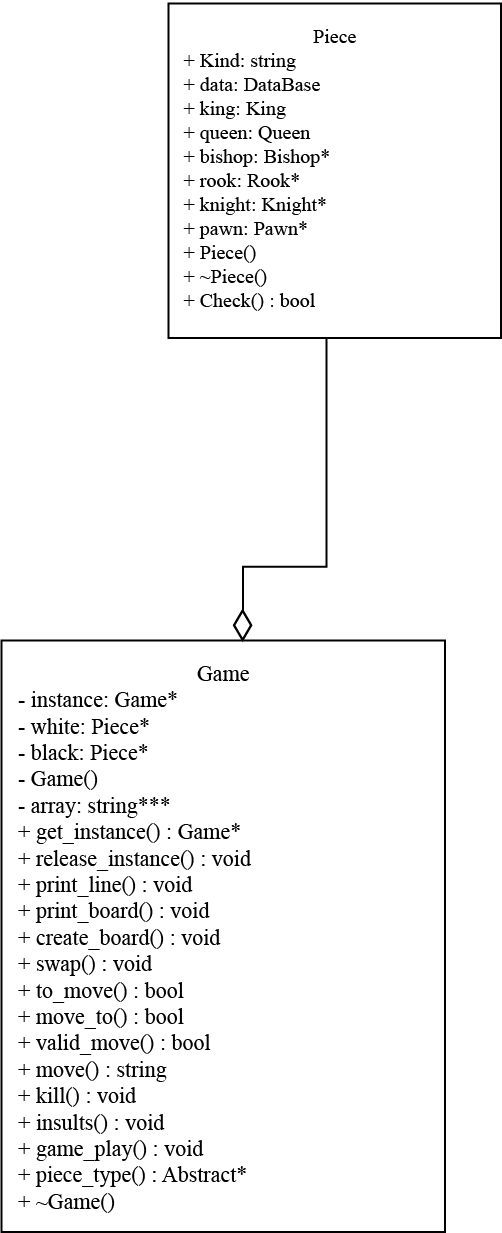 Piece
+ Kind: string
+ data: DataBase
+ king: King
+ queen: Queen
+ bishop: Bishop*
+ rook: Rook*
+ knight: Knight*
+ pawn: Pawn*
+ Piece()
+ ~Piece()
+ Check() : bool
Game
- instance: Game*
- white: Piece*
- black: Piece*
- Game()
- array: string***
+ get_instance() : Game*
+ release_instance() : void
+ print_line() : void
+ print_board() : void
+ create_board() : void
+ swap() : void
+ to_move() : bool
+ move_to() : bool
+ valid_move() : bool
+ move() : string
+ kill() : void
+ insults() : void
+ game_play() : void
+ piece_type() : Abstract*
+ ~Game()